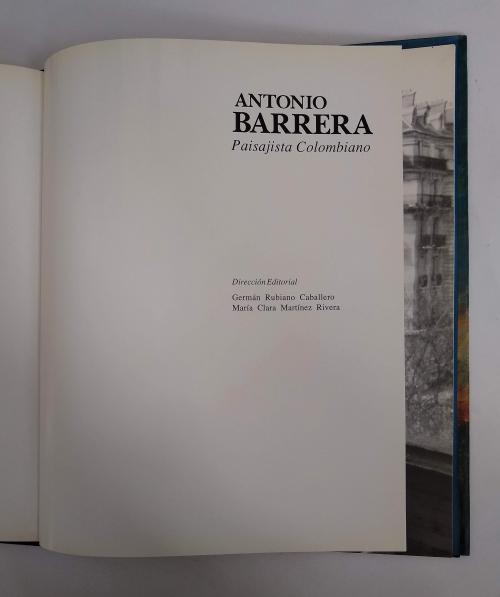 ANTONIO
BARRERA
Paisajista Colombiano
Dirección Editorial
Germán Rubiano Caballero
María Clara Martínez Rivera